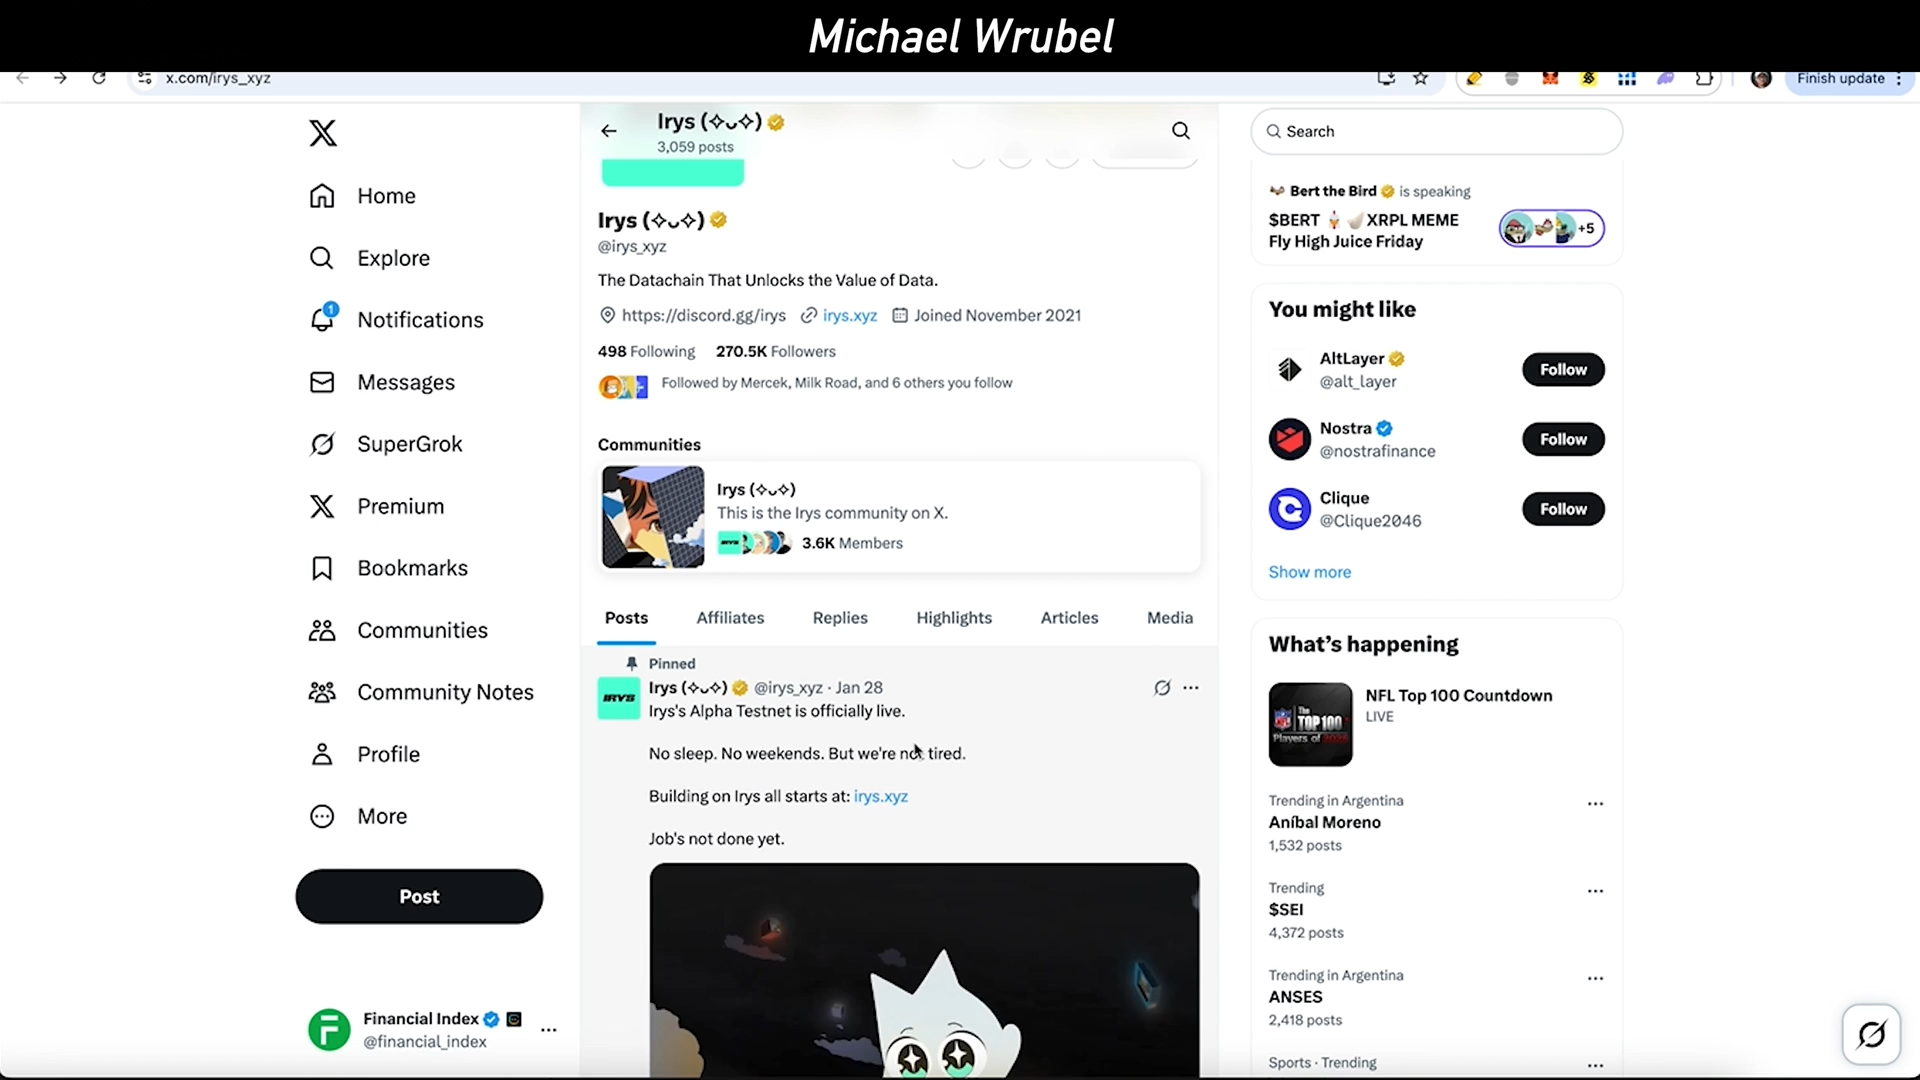 Michael Wrubel
x.com/irys_xyz
Finish update
Irys (✧ᴗ✧)
3,059 posts
Home
Explore
1
Notifications
Messages
SuperGrok
Premium
Bookmarks
Communities
Community Notes
Profile
More
Post
Financial Index
@financial_index
Irys (✧ᴗ✧)
@irys_xyz
The Datachain That Unlocks the Value of Data.
https://discord.gg/irys irys.xyz Joined November 2021
498 Following 270.5K Followers
Followed by Mercek, Milk Road, and 6 others you follow
Communities
Irys (✧ᴗ✧)
This is the Irys community on X.
IRYS
3.6K Members
Posts Affiliates Replies Highlights Articles Media
Pinned
IRYS
Irys (✧ᴗ✧) @irys_xyz · Jan 28
Irys's Alpha Testnet is officially live.
No sleep. No weekends. But we're not tired.
Building on Irys all starts at: irys.xyz
Job's not done yet.
Search
Bert the Bird is speaking
$BERT XRPL MEME
Fly High Juice Friday
+5
You might like
AltLayer
@alt_layer
Follow
Nostra
@nostrafinance
Follow
Clique
@Clique2046
Follow
Show more
What's happening
The
TOP100
Players of
NFL Top 100 Countdown
LIVE
Trending in Argentina
Aníbal Moreno
1,532 posts
Trending
$SEI
4,372 posts
Trending in Argentina
ANSES
2,418 posts
Sports · Trending